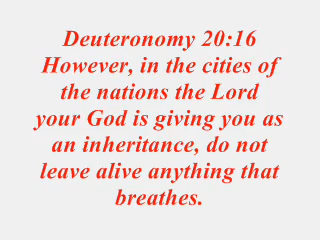 Deuteronomy 20:16
However, in the cities of
the nations the Lord
your God is giving you as
an inheritance, do not
leave alive anything that
breathes.